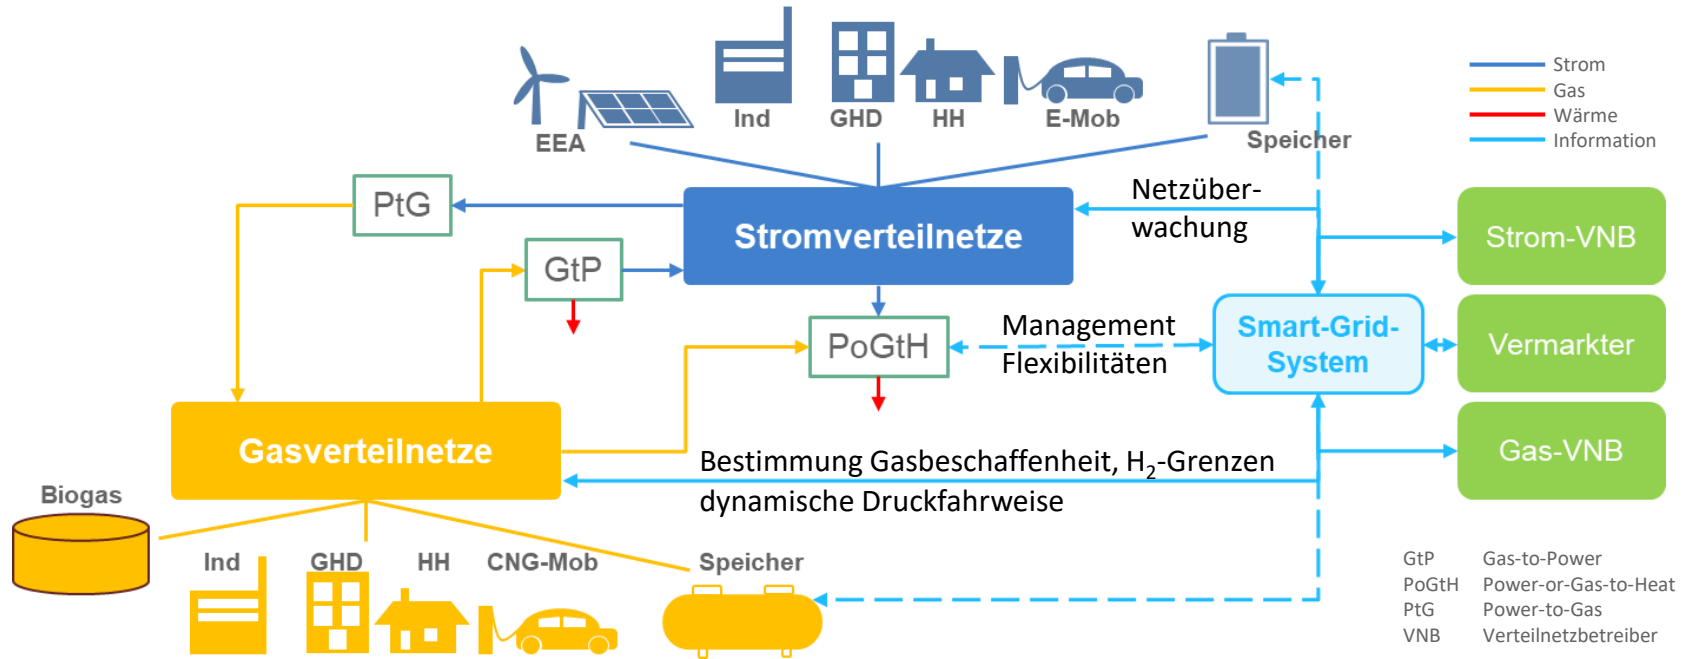 Ind
GHD
HH
E-Mob
EEA
Speicher
Strom
Gas
Wärme
Information
PtG
GtP
Stromverteilnetze
Netzüber-
wachung
Strom-VNB
PoGtH
Management
Flexibilitäten
Smart-Grid-
System
Vermarkter
Gasverteilnetze
Bestimmung Gasbeschaffenheit, H₂-Grenzen
dynamische Druckfahrweise
Gas-VNB
Biogas
Ind
GHD
HH
CNG-Mob
Speicher
GtP Gas-to-Power
PoGtH Power-or-Gas-to-Heat
PtG Power-to-Gas
VNB Verteilnetzbetreiber